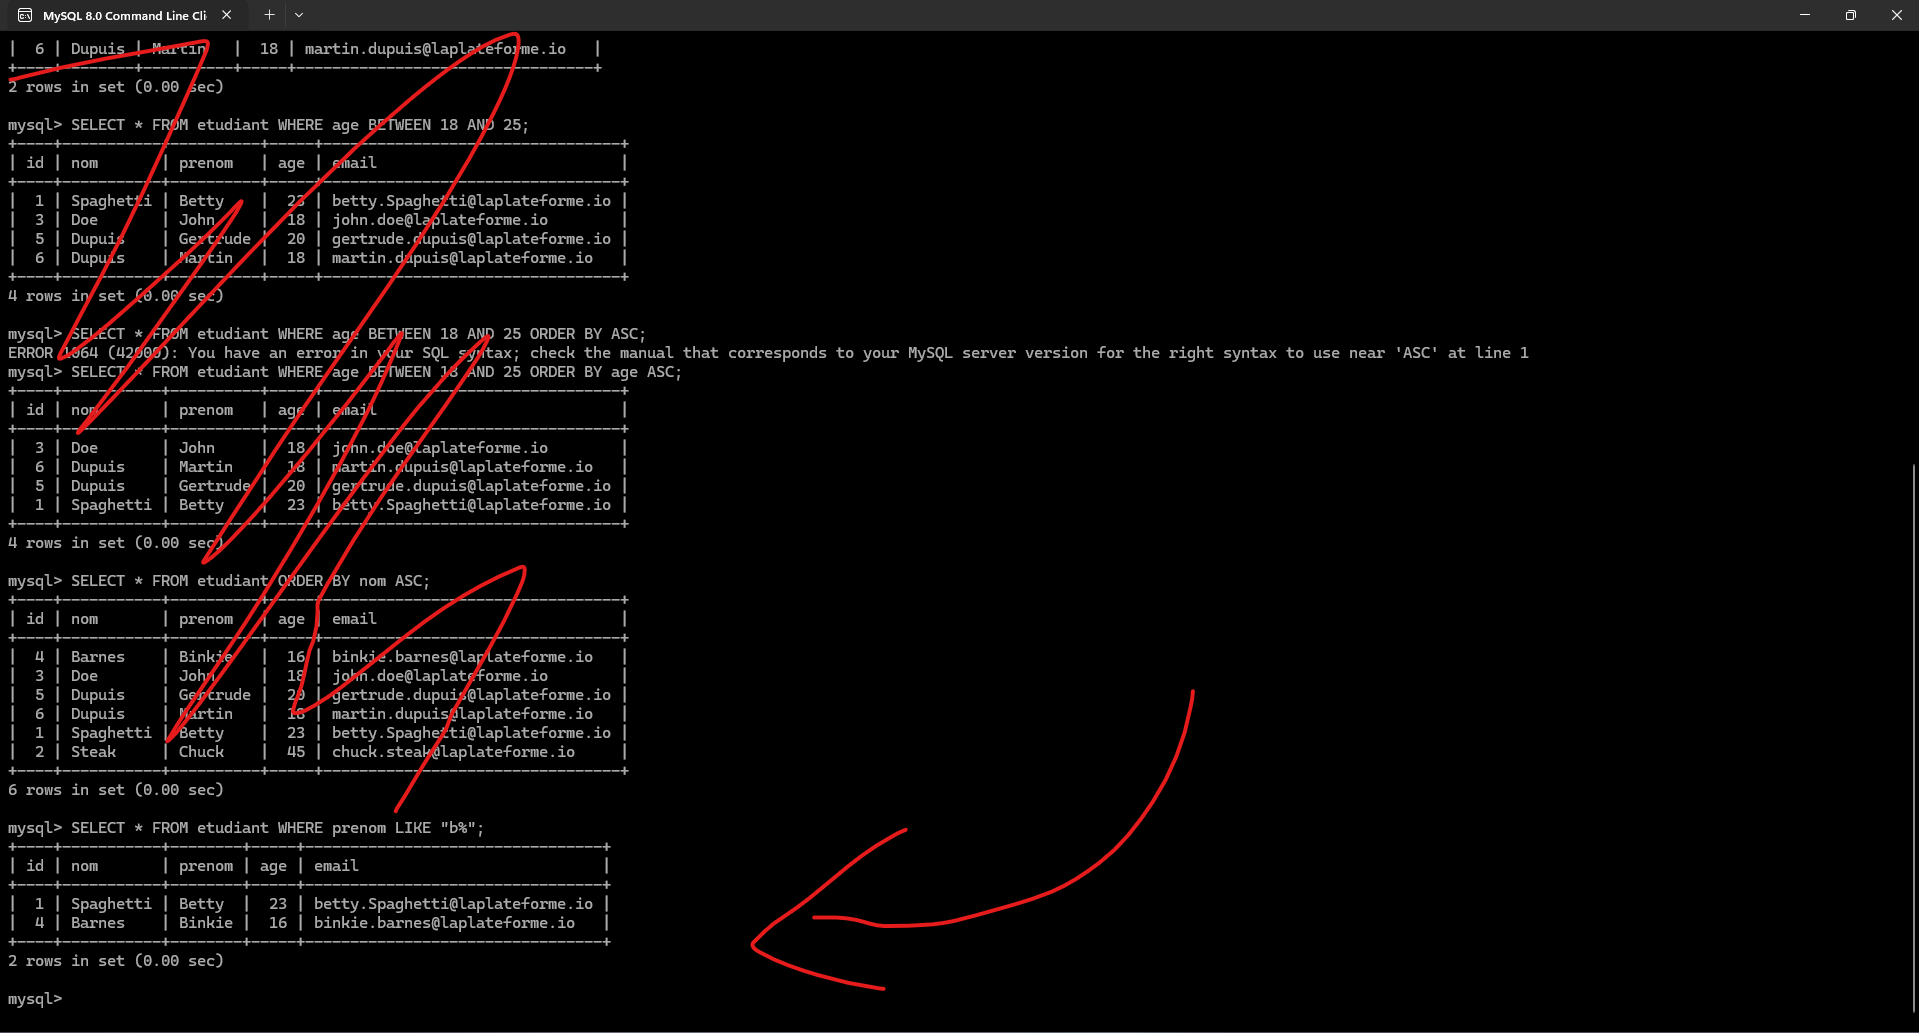 MySQL 8.0 Command Line Cli
|  6 | Dupuis | Martin   |  18 | martin.dupuis@laplateforme.io   |
+----+--------+----------+-----+---------------------------------+
2 rows in set (0.00 sec)
mysql> SELECT * FROM etudiant WHERE age BETWEEN 18 AND 25;
+----+-----------+----------+-----+---------------------------------+
| id | nom       | prenom   | age | email                           |
+----+-----------+----------+-----+---------------------------------+
|  1 | Spaghetti | Betty    |  23 | betty.Spaghetti@laplateforme.io |
|  3 | Doe       | John     |  18 | john.doe@laplateforme.io        |
|  5 | Dupuis    | Gertrude |  20 | gertrude.dupuis@laplateforme.io |
|  6 | Dupuis    | Martin   |  18 | martin.dupuis@laplateforme.io   |
+----+-----------+----------+-----+---------------------------------+
4 rows in set (0.00 sec)
mysql> SELECT * FROM etudiant WHERE age BETWEEN 18 AND 25 ORDER BY ASC;
ERROR 1064 (42000): You have an error in your SQL syntax; check the manual that corresponds to your MySQL server version for the right syntax to use near 'ASC' at line 1
mysql> SELECT * FROM etudiant WHERE age BETWEEN 18 AND 25 ORDER BY age ASC;
+----+-----------+----------+-----+---------------------------------+
| id | nom       | prenom   | age | email                           |
+----+-----------+----------+-----+---------------------------------+
|  3 | Doe       | John     |  18 | john.doe@laplateforme.io        |
|  6 | Dupuis    | Martin   |  18 | martin.dupuis@laplateforme.io   |
|  5 | Dupuis    | Gertrude |  20 | gertrude.dupuis@laplateforme.io |
|  1 | Spaghetti | Betty    |  23 | betty.Spaghetti@laplateforme.io |
+----+-----------+----------+-----+---------------------------------+
4 rows in set (0.00 sec)
mysql> SELECT * FROM etudiant ORDER BY nom ASC;
+----+-----------+----------+-----+---------------------------------+
| id | nom       | prenom   | age | email                           |
+----+-----------+----------+-----+---------------------------------+
|  4 | Barnes    | Binkie   |  16 | binkie.barnes@laplateforme.io   |
|  3 | Doe       | John     |  18 | john.doe@laplateforme.io        |
|  5 | Dupuis    | Gertrude |  20 | gertrude.dupuis@laplateforme.io |
|  6 | Dupuis    | Martin   |  18 | martin.dupuis@laplateforme.io   |
|  1 | Spaghetti | Betty    |  23 | betty.Spaghetti@laplateforme.io |
|  2 | Steak     | Chuck    |  45 | chuck.steak@laplateforme.io     |
+----+-----------+----------+-----+---------------------------------+
6 rows in set (0.00 sec)
mysql> SELECT * FROM etudiant WHERE prenom LIKE "b%";
+----+-----------+--------+-----+---------------------------------+
| id | nom       | prenom | age | email                           |
+----+-----------+--------+-----+---------------------------------+
|  1 | Spaghetti | Betty  |  23 | betty.Spaghetti@laplateforme.io |
|  4 | Barnes    | Binkie |  16 | binkie.barnes@laplateforme.io   |
+----+-----------+--------+-----+---------------------------------+
2 rows in set (0.00 sec)
mysql>